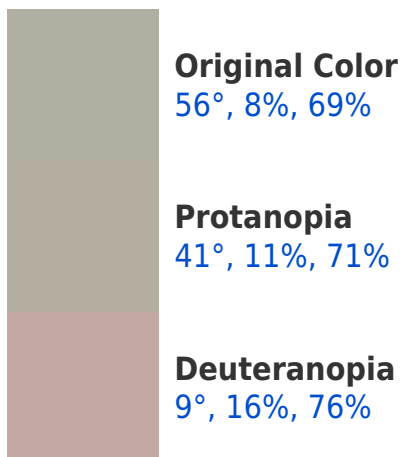 Original Color
56°, 8%, 69%
Protanopia
41°, 11%, 71%
Deuteranopia
9°, 16%, 76%